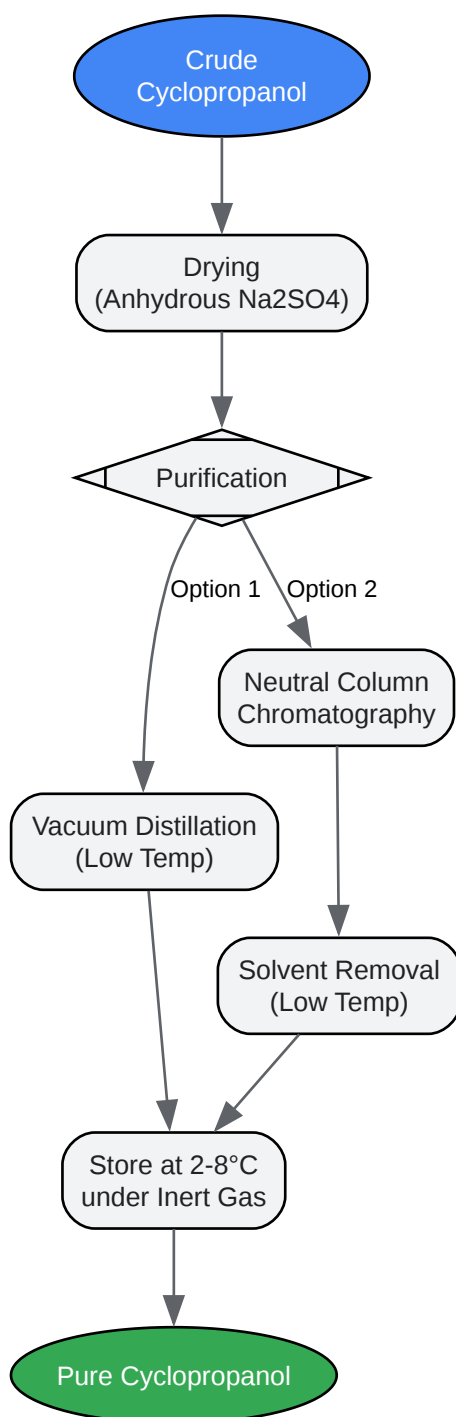 Crude
Cyclopropanol
Drying
(Anhydrous Na2SO4)
Purification
Option 1
Option 2
Neutral Column
Chromatography
Vacuum Distillation
(Low Temp)
Solvent Removal
(Low Temp)
Store at 2-8°C
under Inert Gas
Pure Cyclopropanol